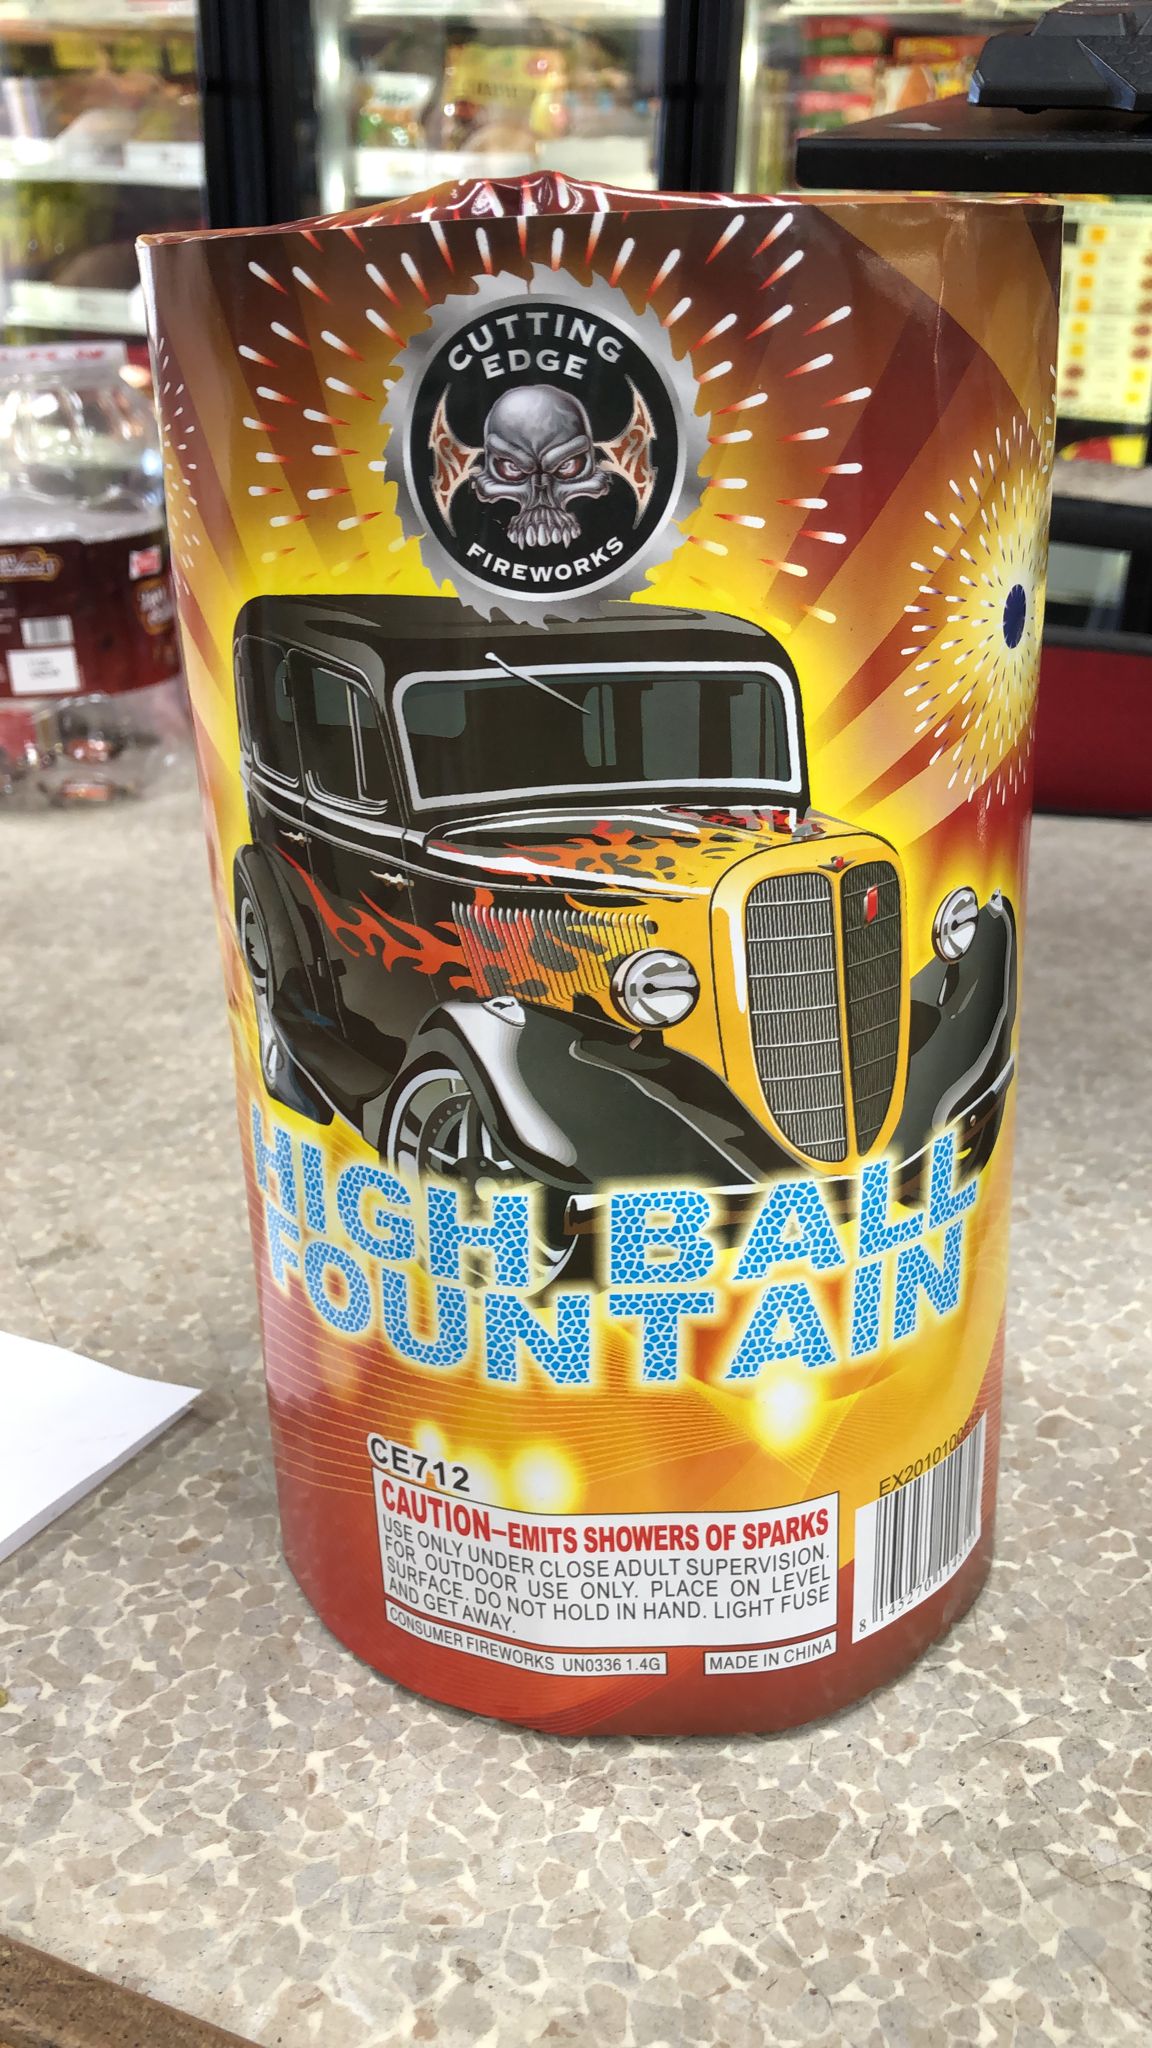 CUTTING
EDGE
FIREWORKS
HIGH BALL
FOUNTAIN
CE712
CAUTION–EMITS SHOWERS OF SPARKS
USE ONLY UNDER CLOSE ADULT SUPERVISION.
FOR OUTDOOR USE ONLY. PLACE ON LEVEL
SURFACE. DO NOT HOLD IN HAND. LIGHT FUSE
AND GET AWAY.
CONSUMER FIREWORKS UN0336 1.4G
MADE IN CHINA